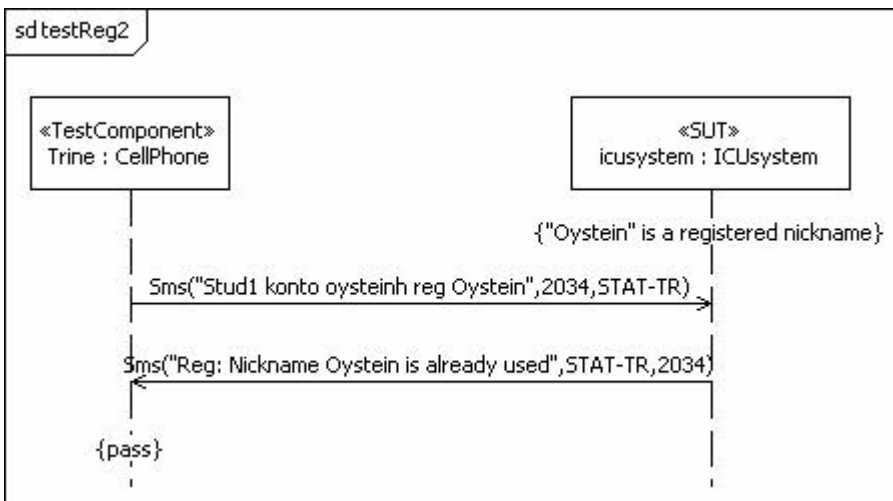 sd testReg2
«TestComponent»
Trine : CellPhone
«SUT»
icusystem : ICUsystem
{"Oystein" is a registered nickname}
Sms("Stud1 konto oysteinh reg Oystein",2034,STAT-TR)
Sms("Reg: Nickname Oystein is already used",STAT-TR,2034)
{pass}